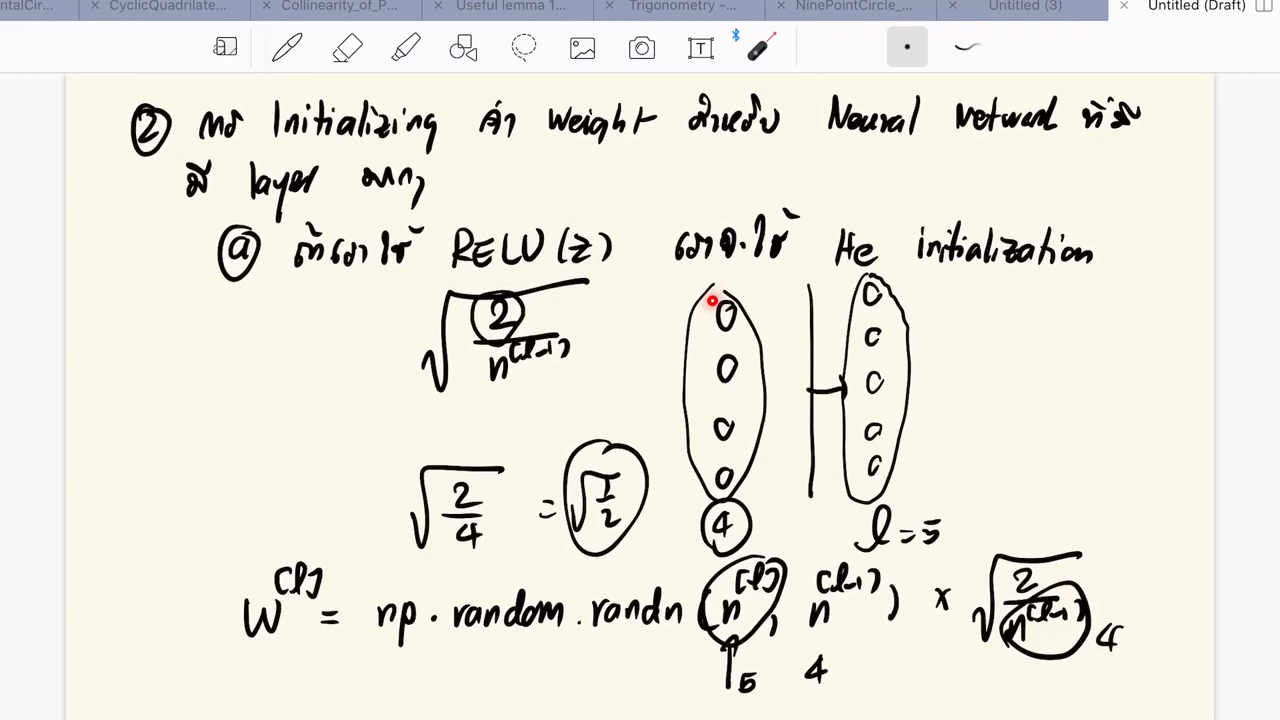 ntalCir... CyclicQuadrilate... Collinearity_of_P... Useful lemma 1... Trigonometry -... NinePointCircle_... Untitled (3) Untitled (Draft)
② การ Initializing ค่า Weight สำหรับ Neural Network ที่
มี layer มากๆ
ⓐ ถ้าเราใช้ RELU(z) เราจะใช้ He initialization
√(2/n^[l-1])
√(2/4) = √(1/2) 4 l = 5
W^[l] = np.random.randn (n^[l], n^[l-1]) × √(2/n^[l-1]) 4
5 4